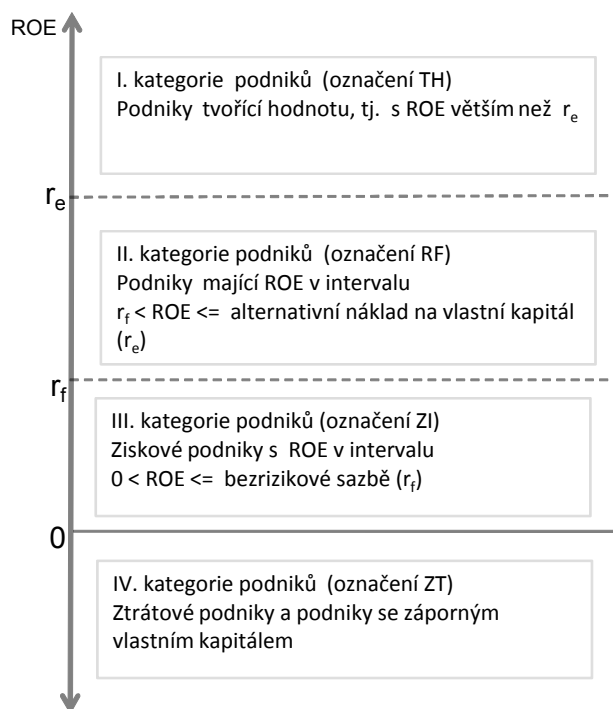 ROE
I. kategorie podniků (označení TH)
Podniky tvořící hodnotu, tj. s ROE větším než re
re
II. kategorie podniků (označení RF)
Podniky mající ROE v intervalu
rf < ROE <= alternativní náklad na vlastní kapitál
(re)
rf
III. kategorie podniků (označení ZI)
Ziskové podniky s ROE v intervalu
0 < ROE <= bezrizikové sazbě (rf)
0
IV. kategorie podniků (označení ZT)
Ztrátové podniky a podniky se záporným
vlastním kapitálem